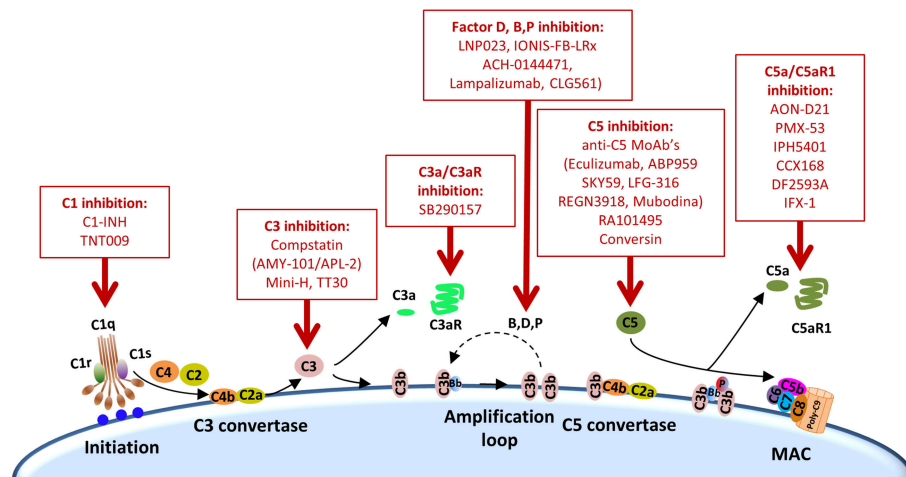 Factor D, B,P inhibition:
LNP023, IONIS-FB-LRx
ACH-0144471,
Lampalizumab, CLG561)
C5a/C5aR1
inhibition:
AON-D21
PMX-53
IPH5401
CCX168
DF2593A
IFX-1
C5 inhibition:
anti-C5 MoAb's
(Eculizumab, ABP959
SKY59, LFG-316
REGN3918, Mubodina)
RA101495
Conversin
C3a/C3aR
inhibition:
SB290157
C1 inhibition:
C1-INH
TNT009
C3 inhibition:
Compstatin
(AMY-101/APL-2)
Mini-H, TT30
C1q
C1r
C1s
C4
C2
C4b
C2a
C3
C3a
C3aR
B,D,P
C5
C5a
C5aR1
C3b
C3b
Bb
C3b
C3b
C3b
C4b
C2a
C3b
Bb
P
C3b
C6
C5b
C7
C8
Poly-C9
Initiation
C3 convertase
Amplification
loop
C5 convertase
MAC